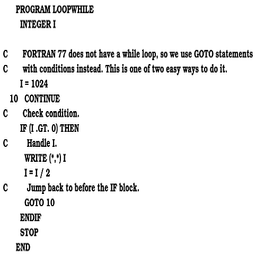 PROGRAM LOOPWHILE
INTEGER I
C FORTRAN 77 does not have a while loop, so we use GOTO statements
C with conditions instead. This is one of two easy ways to do it.
I = 1024
10 CONTINUE
C Check condition.
IF (I .GT. 0) THEN
C Handle I.
WRITE (*,*) I
I = I / 2
C Jump back to before the IF block.
GOTO 10
ENDIF
STOP
END